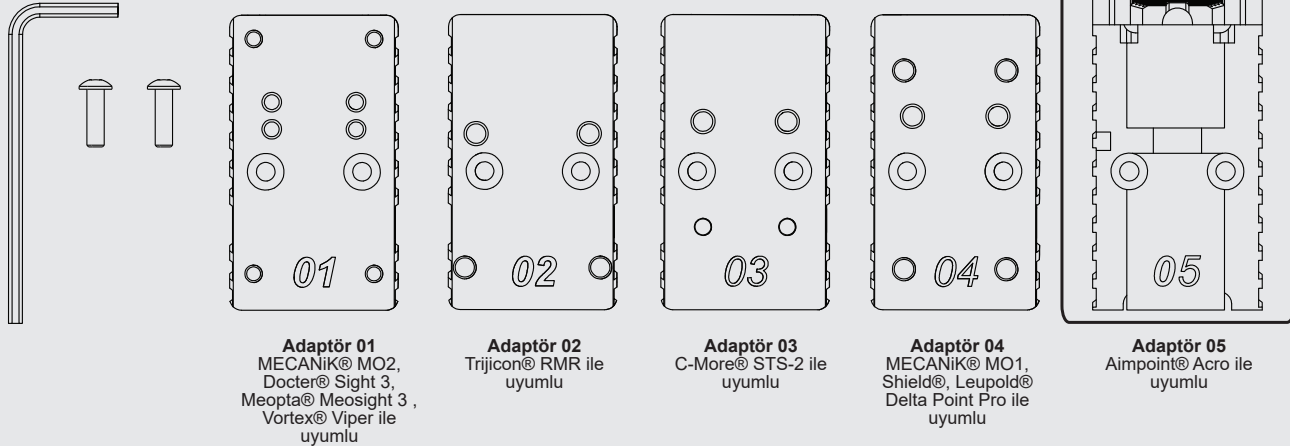 01
02
03
04
05
Adaptör 01
MECANiK® MO2,
Docter® Sight 3,
Meopta® Meosight 3 ,
Vortex® Viper ile
uyumlu
Adaptör 02
Trijicon® RMR ile
uyumlu
Adaptör 03
C-More® STS-2 ile
uyumlu
Adaptör 04
MECANiK® MO1,
Shield®, Leupold®
Delta Point Pro ile
uyumlu
Adaptör 05
Aimpoint® Acro ile
uyumlu